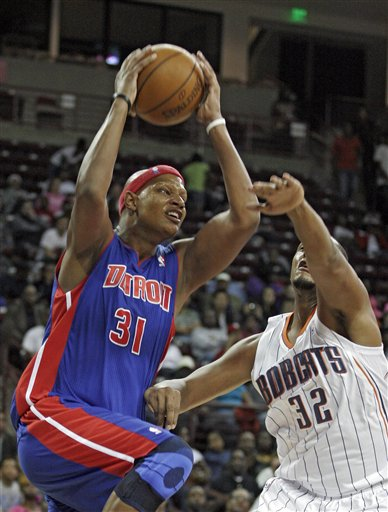 SPALDING
DETROIT
31
BOBCATS
32